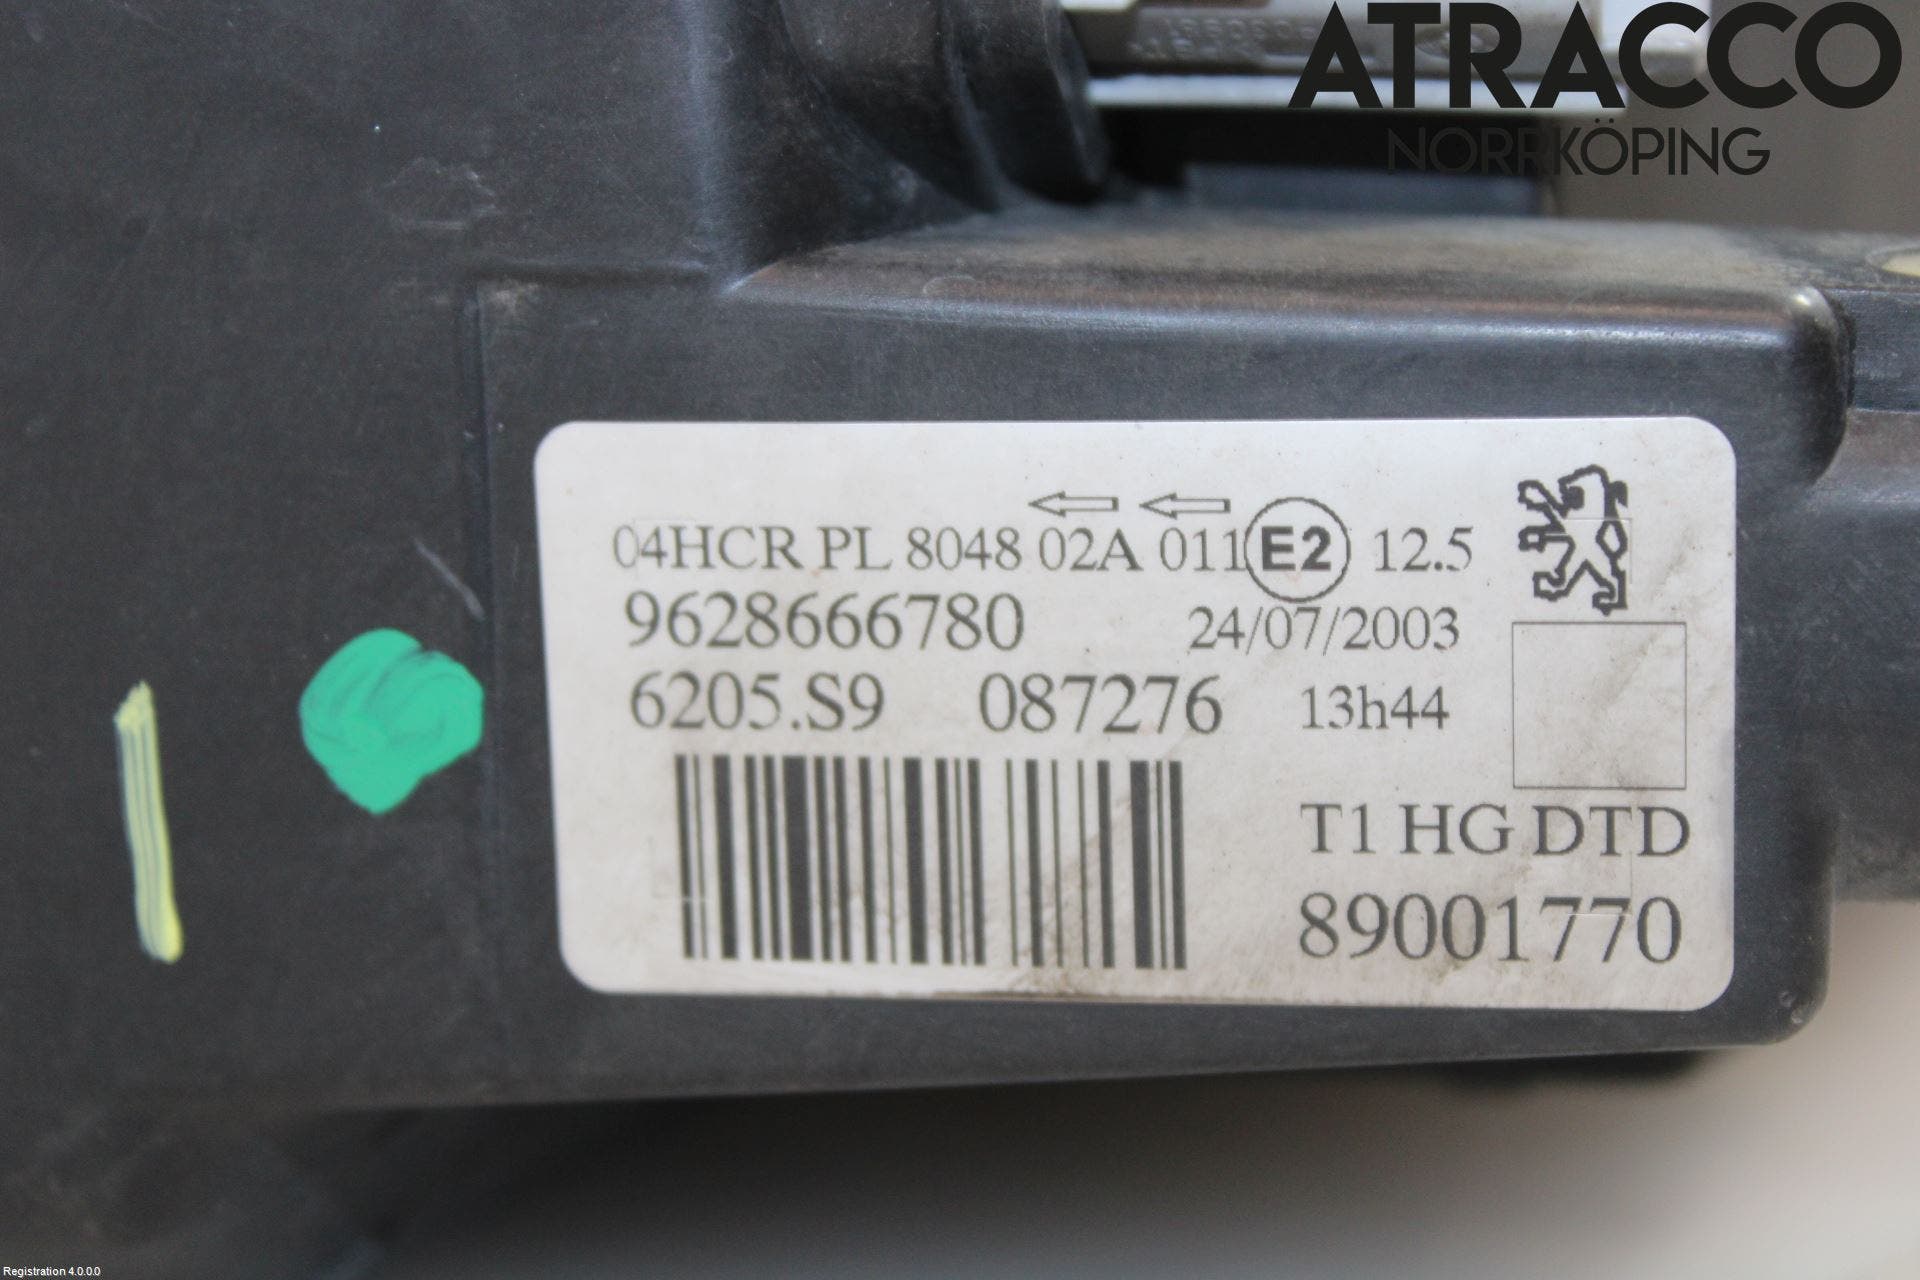 ATRACCO
NORRKÖPING
04HCR PL 8048 02A 011 E2 12.5
9628666780 24/07/2003
6205.S9 087276 13h44
T1 HG DTD
89001770
Registration 4.0.0.0